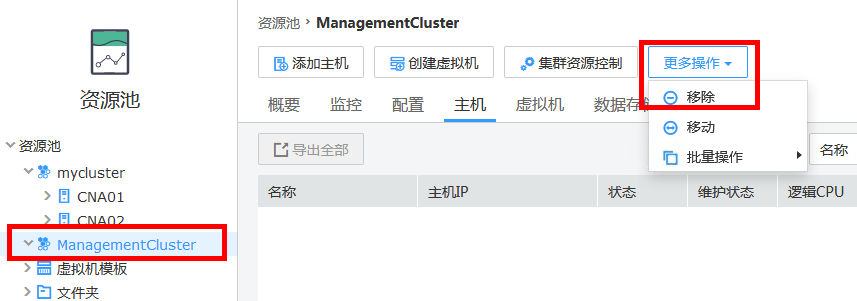 资源池
资源池
mycluster
CNA01
CNA02
ManagementCluster
虚拟机模板
文件夹
资源池 › ManagementCluster
添加主机 创建虚拟机 集群资源控制 更多操作
概要 监控 配置 主机 虚拟机 数据存
移除
移动
批量操作
导出全部 名称
名称 主机IP 状态 维护状态 逻辑CPU